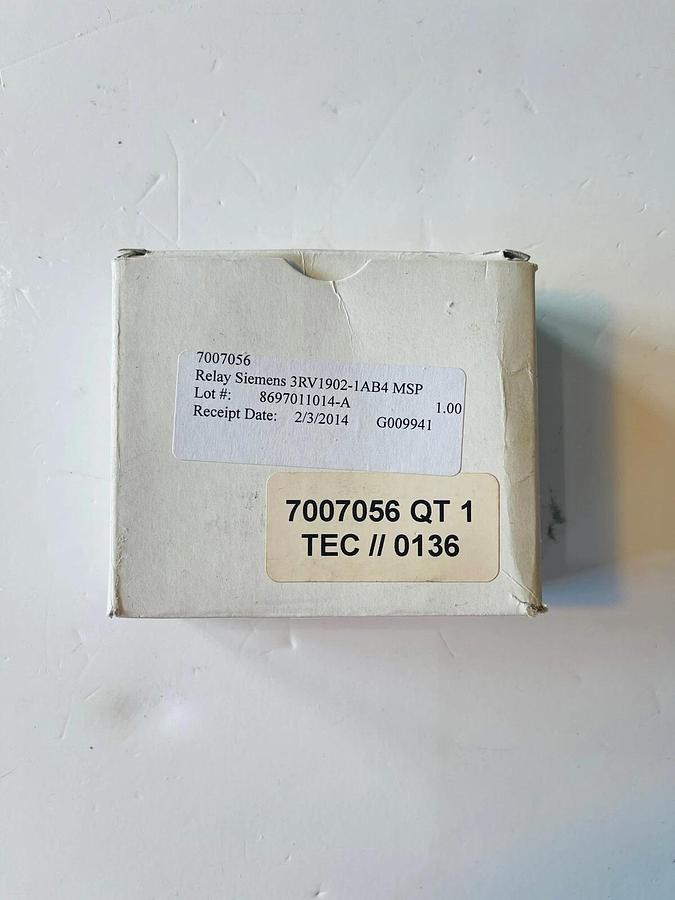 7007056
Relay Siemens 3RV1902-1AB4 MSP
Lot #: 8697011014-A 1.00
Receipt Date: 2/3/2014 G009941
7007056 QT 1
TEC // 0136